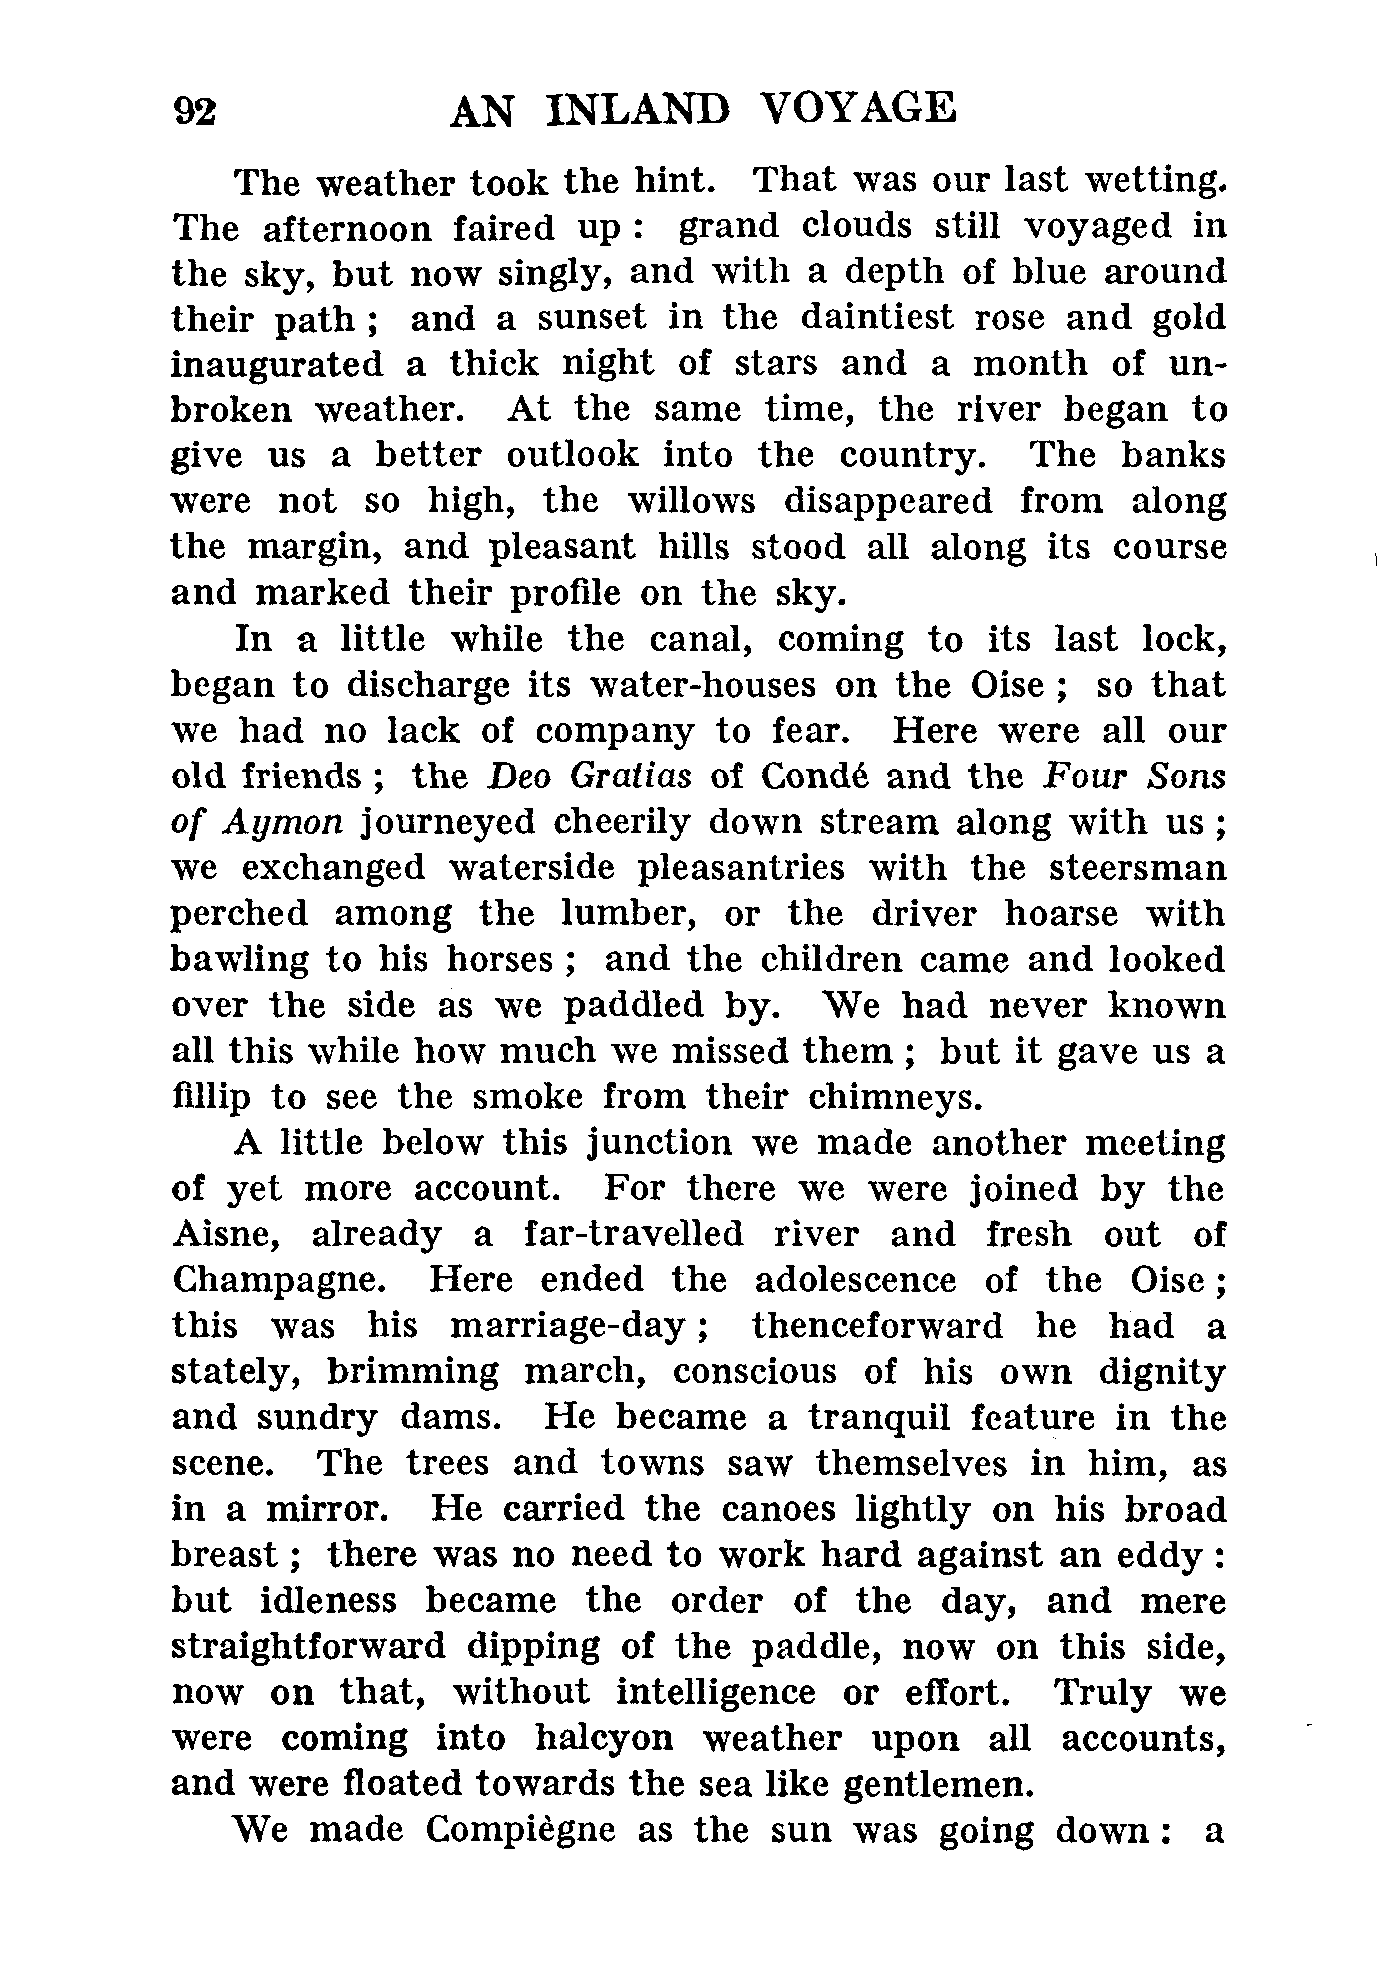 92 AN INLAND VOYAGE
The weather took the hint. That was our last wetting.
The afternoon faired up : grand clouds still voyaged in
the sky, but now singly, and with a depth of blue around
their path ; and a sunset in the daintiest rose and gold
inaugurated a thick night of stars and a month of un-
broken weather. At the same time, the river began to
give us a better outlook into the country. The banks
were not so high, the willows disappeared from along
the margin, and pleasant hills stood all along its course
and marked their profile on the sky.
In a little while the canal, coming to its last lock,
began to discharge its water-houses on the Oise ; so that
we had no lack of company to fear. Here were all our
old friends ; the Deo Gratias of Condé and the Four Sons
of Aymon journeyed cheerily down stream along with us ;
we exchanged waterside pleasantries with the steersman
perched among the lumber, or the driver hoarse with
bawling to his horses ; and the children came and looked
over the side as we paddled by. We had never known
all this while how much we missed them ; but it gave us a
fillip to see the smoke from their chimneys.
A little below this junction we made another meeting
of yet more account. For there we were joined by the
Aisne, already a far-travelled river and fresh out of
Champagne. Here ended the adolescence of the Oise ;
this was his marriage-day ; thenceforward he had a
stately, brimming march, conscious of his own dignity
and sundry dams. He became a tranquil feature in the
scene. The trees and towns saw themselves in him, as
in a mirror. He carried the canoes lightly on his broad
breast ; there was no need to work hard against an eddy :
but idleness became the order of the day, and mere
straightforward dipping of the paddle, now on this side,
now on that, without intelligence or effort. Truly we
were coming into halcyon weather upon all accounts,
and were floated towards the sea like gentlemen.
We made Compiègne as the sun was going down : a